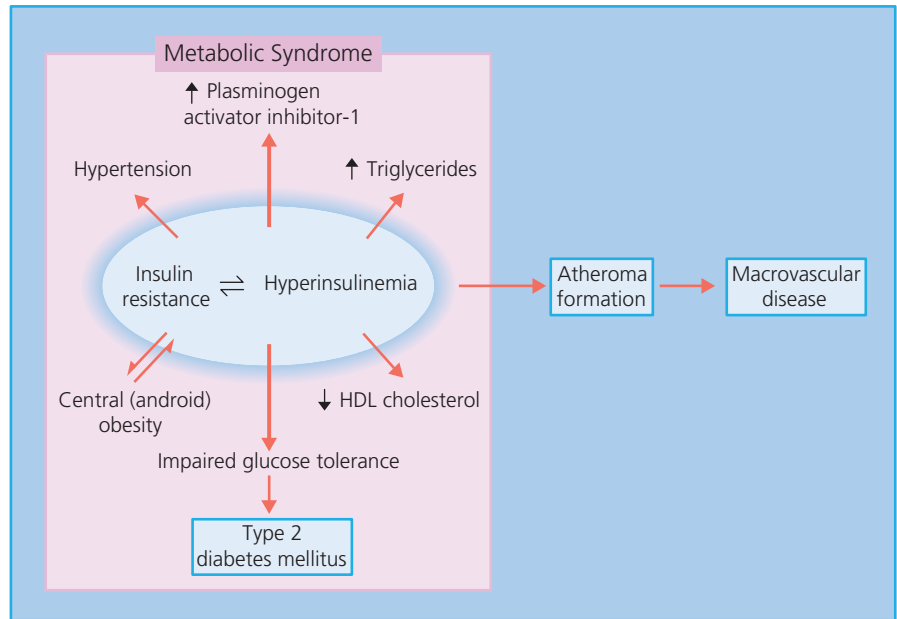 Metabolic Syndrome
↑ Plasminogen
activator inhibitor-1
Hypertension
↑ Triglycerides
Insulin
resistance
⇌
Hyperinsulinemia
Atheroma
formation
Macrovascular
disease
Central (android)
obesity
↓ HDL cholesterol
Impaired glucose tolerance
Type 2
diabetes mellitus